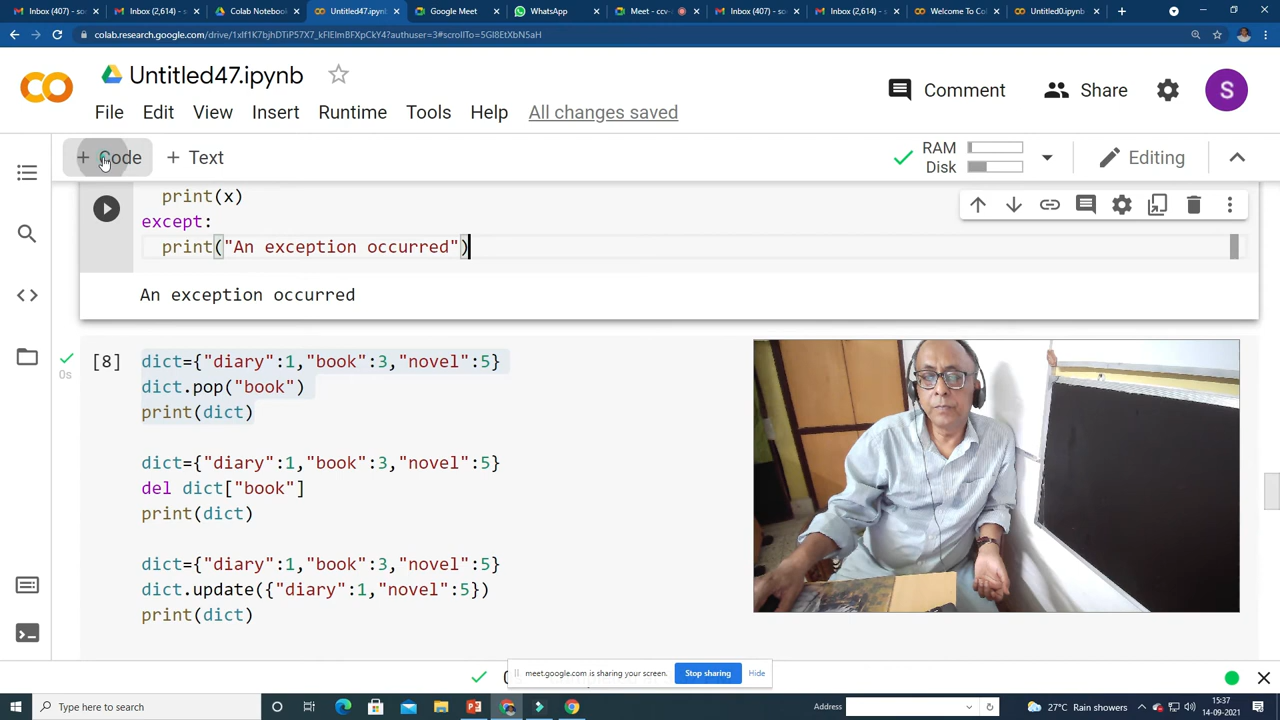 Inbox (407) - so
Inbox (2,614) - s
Colab Notebook
Untitled47.ipynb
Google Meet
WhatsApp
Meet - ccv-
Inbox (407) - so
Inbox (2,614) - s
Welcome To Co
Untitled0.ipynb
colab.research.google.com/drive/1xIf1K7bjhDTiP57X7_kFlElmBFXpCkY4?authuser=3#scrollTo=5GI8EtXbN5aH
Untitled47.ipynb
Comment
Share
S
File Edit View Insert Runtime Tools Help All changes saved
+ Code + Text
RAM
Disk
Editing
print(x)
except:
print("An exception occurred")
An exception occurred
[8]
0s
dict={"diary":1,"book":3,"novel":5}
dict.pop("book")
print(dict)
dict={"diary":1,"book":3,"novel":5}
del dict["book"]
print(dict)
dict={"diary":1,"book":3,"novel":5}
dict.update({"diary":1,"novel":5})
print(dict)
meet.google.com is sharing your screen.
Stop sharing
Hide
Type here to search
Address
27°C Rain showers
15:37
14-09-2021